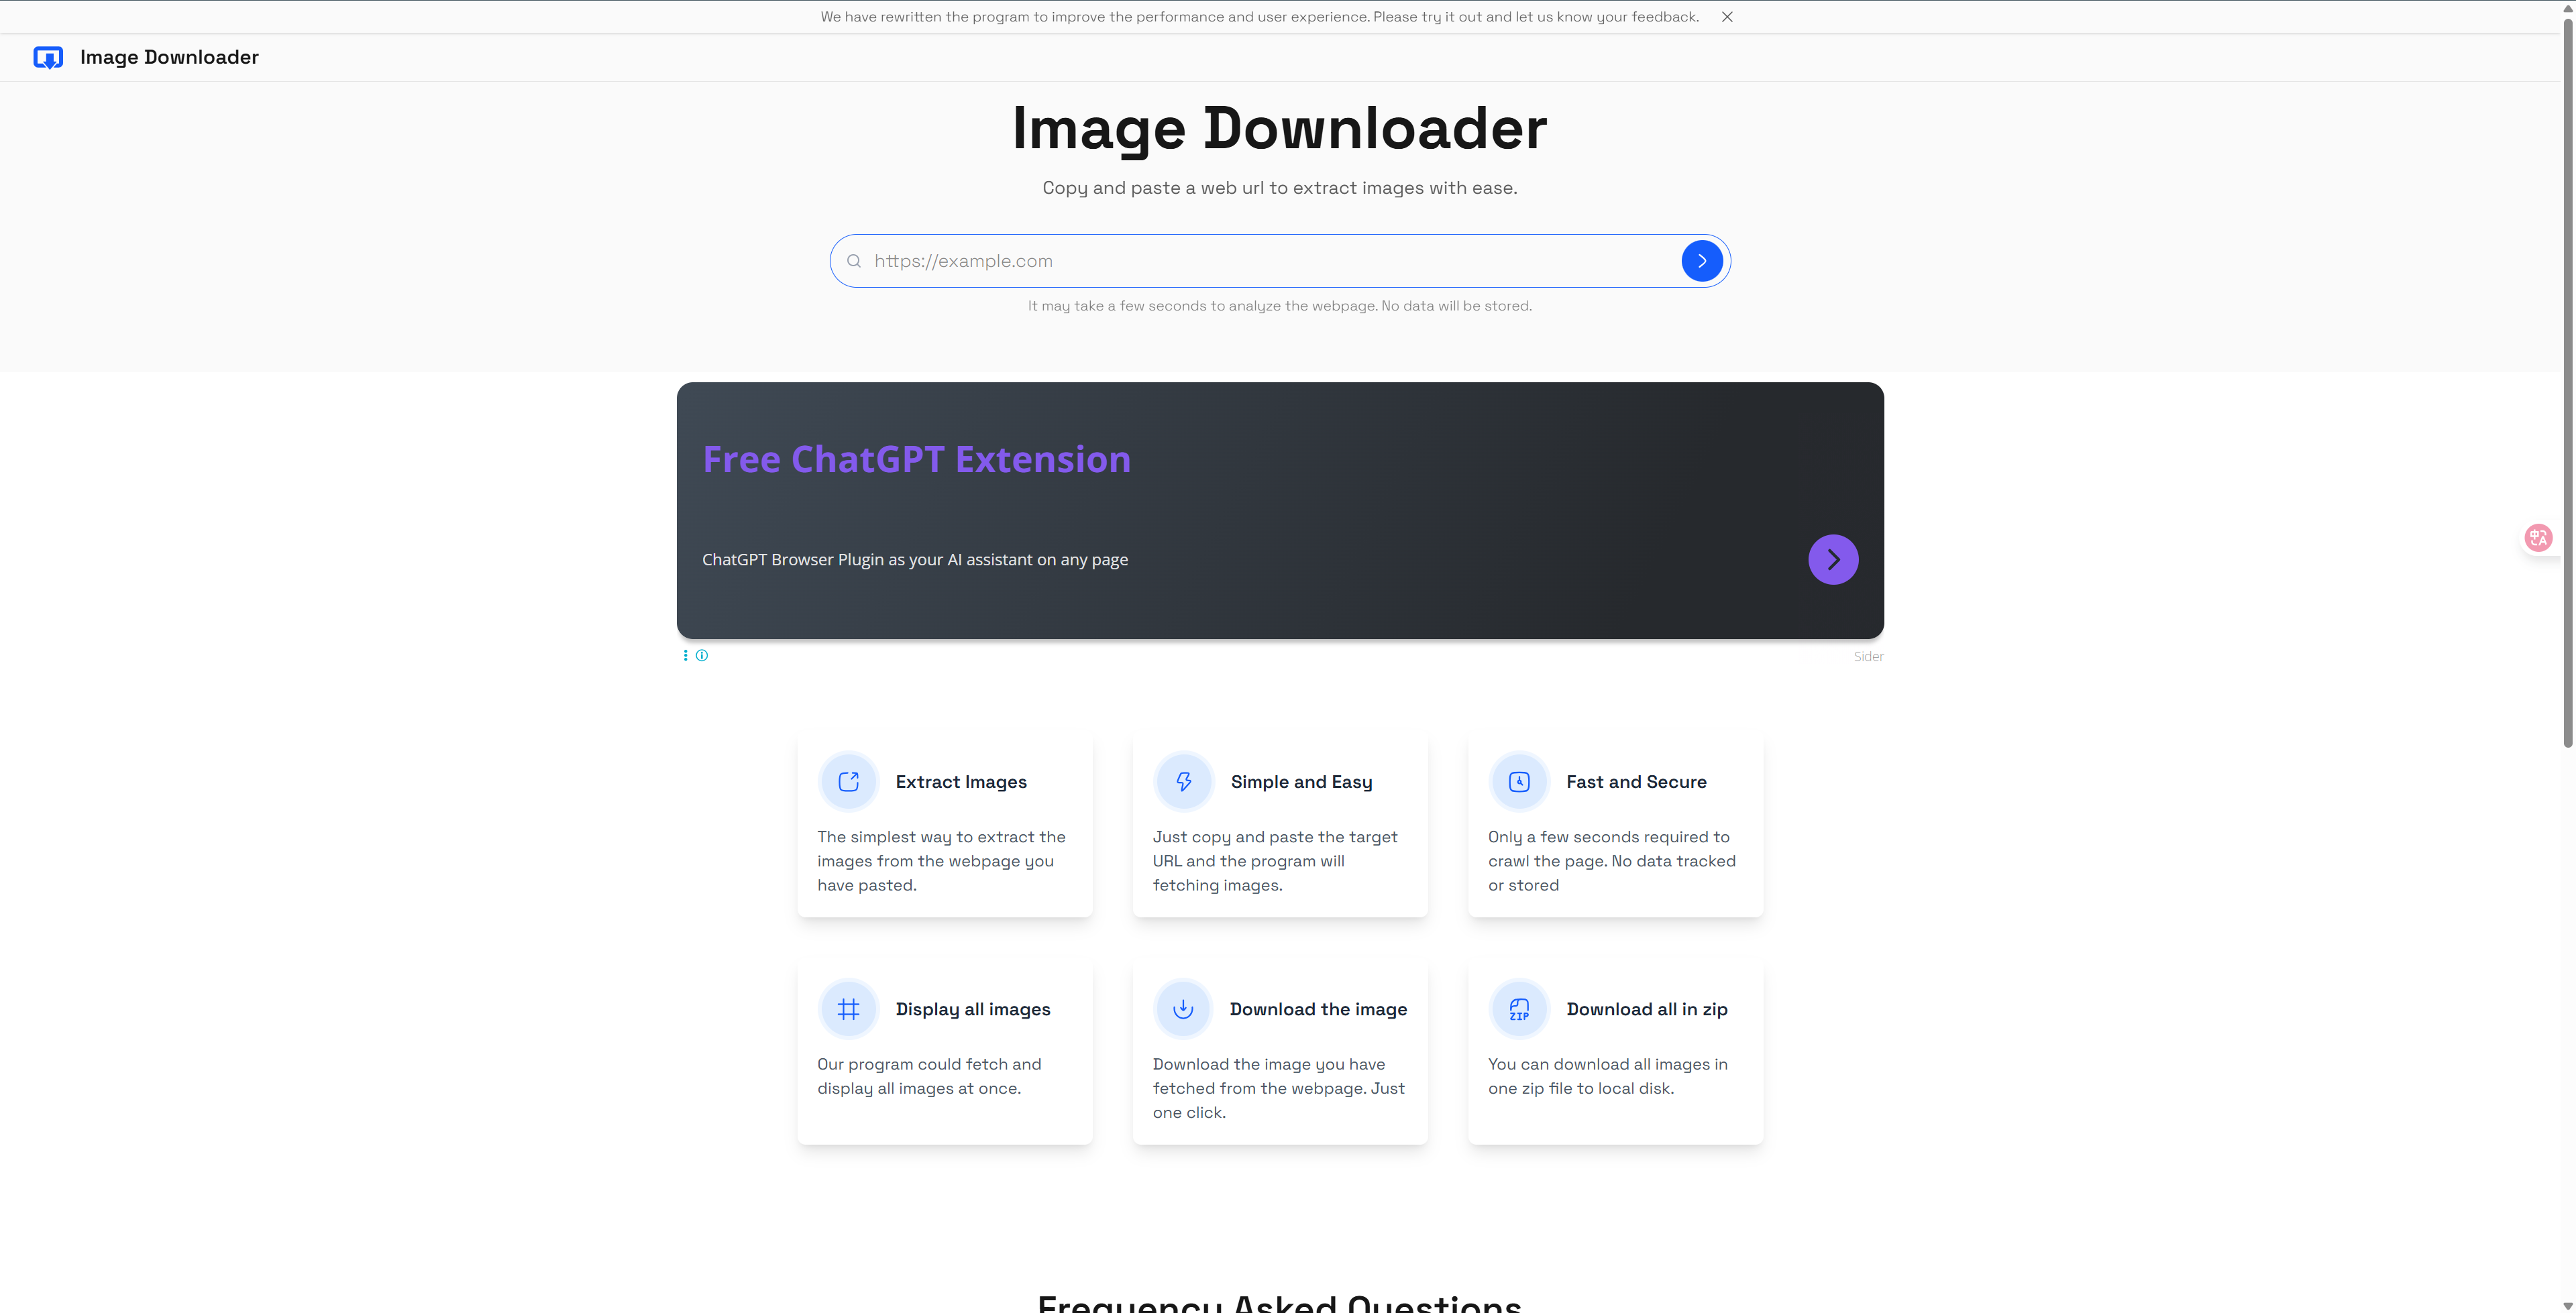 We have rewritten the program to improve the performance and user experience. Please try it out and let us know your feedback.
Image Downloader
Image Downloader
Copy and paste a web url to extract images with ease.
https://example.com
It may take a few seconds to analyze the webpage. No data will be stored.
Free ChatGPT Extension
ChatGPT Browser Plugin as your AI assistant on any page
Sider
Extract Images
The simplest way to extract the
images from the webpage you
have pasted.
Simple and Easy
Just copy and paste the target
URL and the program will
fetching images.
Fast and Secure
Only a few seconds required to
crawl the page. No data tracked
or stored
Display all images
Our program could fetch and
display all images at once.
Download the image
Download the image you have
fetched from the webpage. Just
one click.
ZIP
Download all in zip
You can download all images in
one zip file to local disk.
Frequency Asked Questions
中A